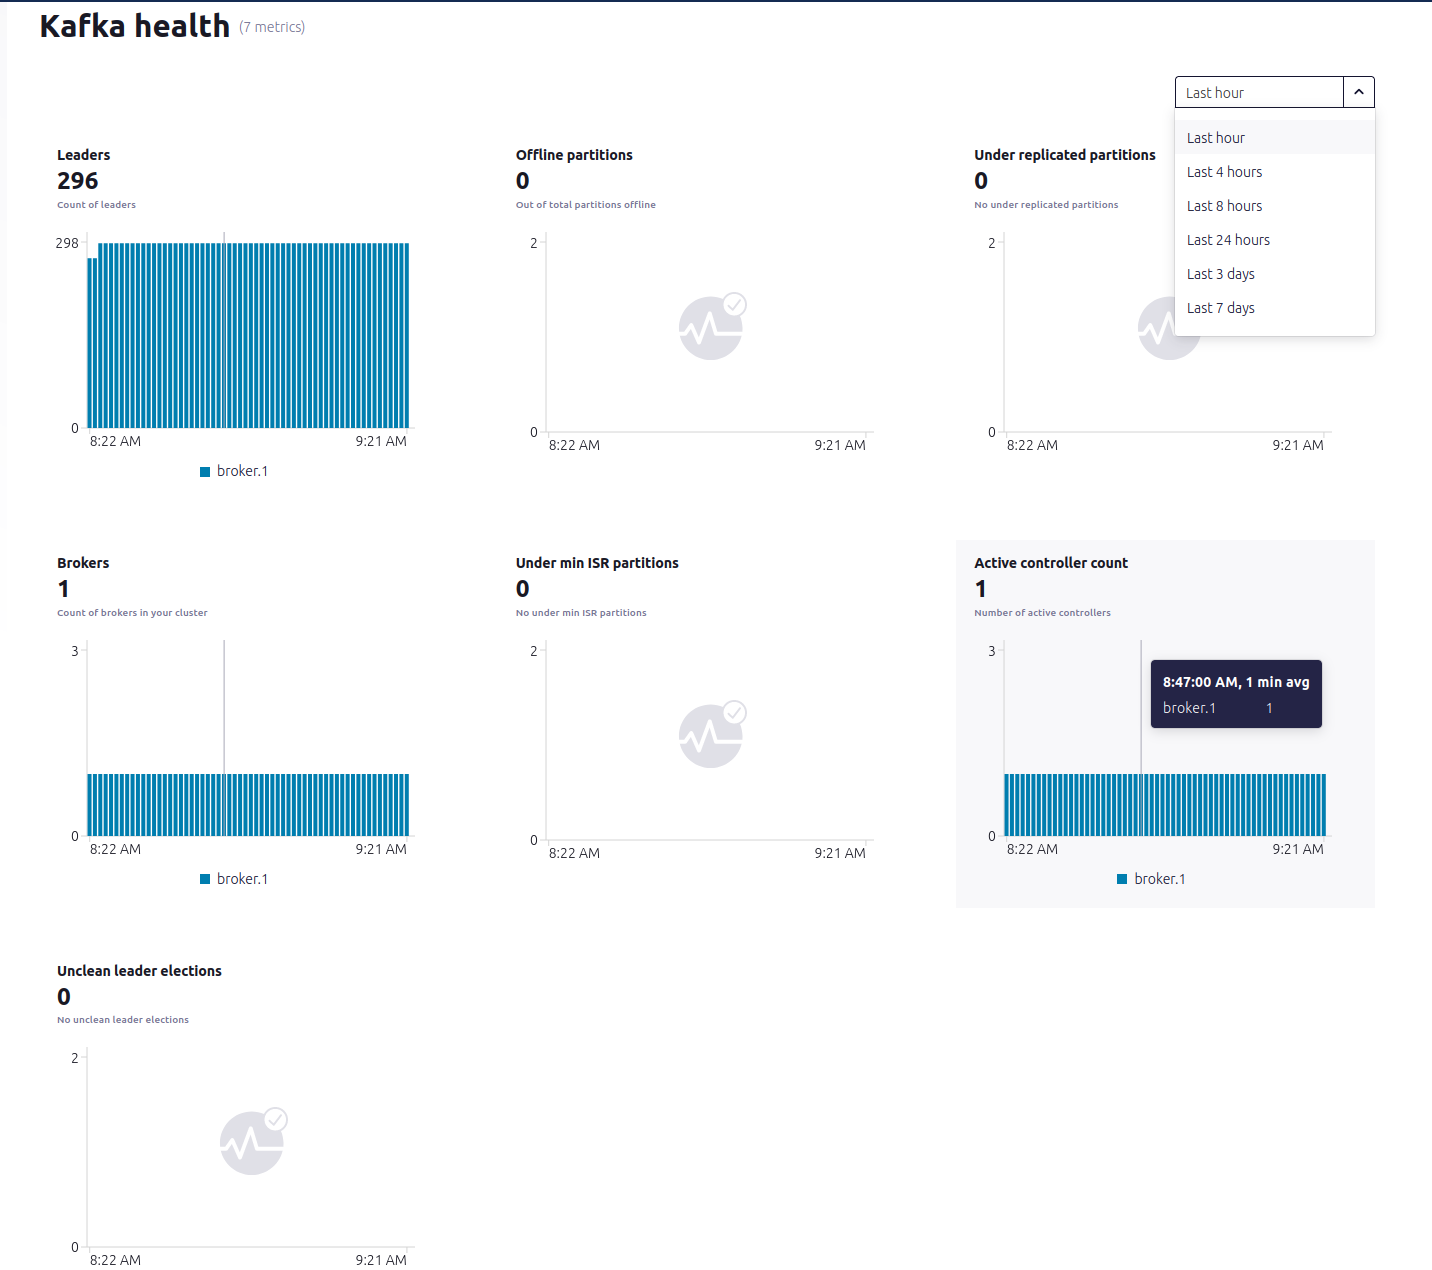 Kafka health (7 metrics)
Last hour
Last hour
Last 4 hours
Last 8 hours
Last 24 hours
Last 3 days
Last 7 days
Leaders
296
Count of leaders
298
0
8:22 AM 9:21 AM
broker.1
Offline partitions
0
Out of total partitions offline
2
0
8:22 AM 9:21 AM
Under replicated partitions
0
No under replicated partitions
2
0
8:22 AM 9:21 AM
Brokers
1
Count of brokers in your cluster
3
0
8:22 AM 9:21 AM
broker.1
Under min ISR partitions
0
No under min ISR partitions
2
0
8:22 AM 9:21 AM
Active controller count
1
Number of active controllers
3
8:47:00 AM, 1 min avg
broker.1 1
0
8:22 AM 9:21 AM
broker.1
Unclean leader elections
0
No unclean leader elections
2
0
8:22 AM 9:21 AM